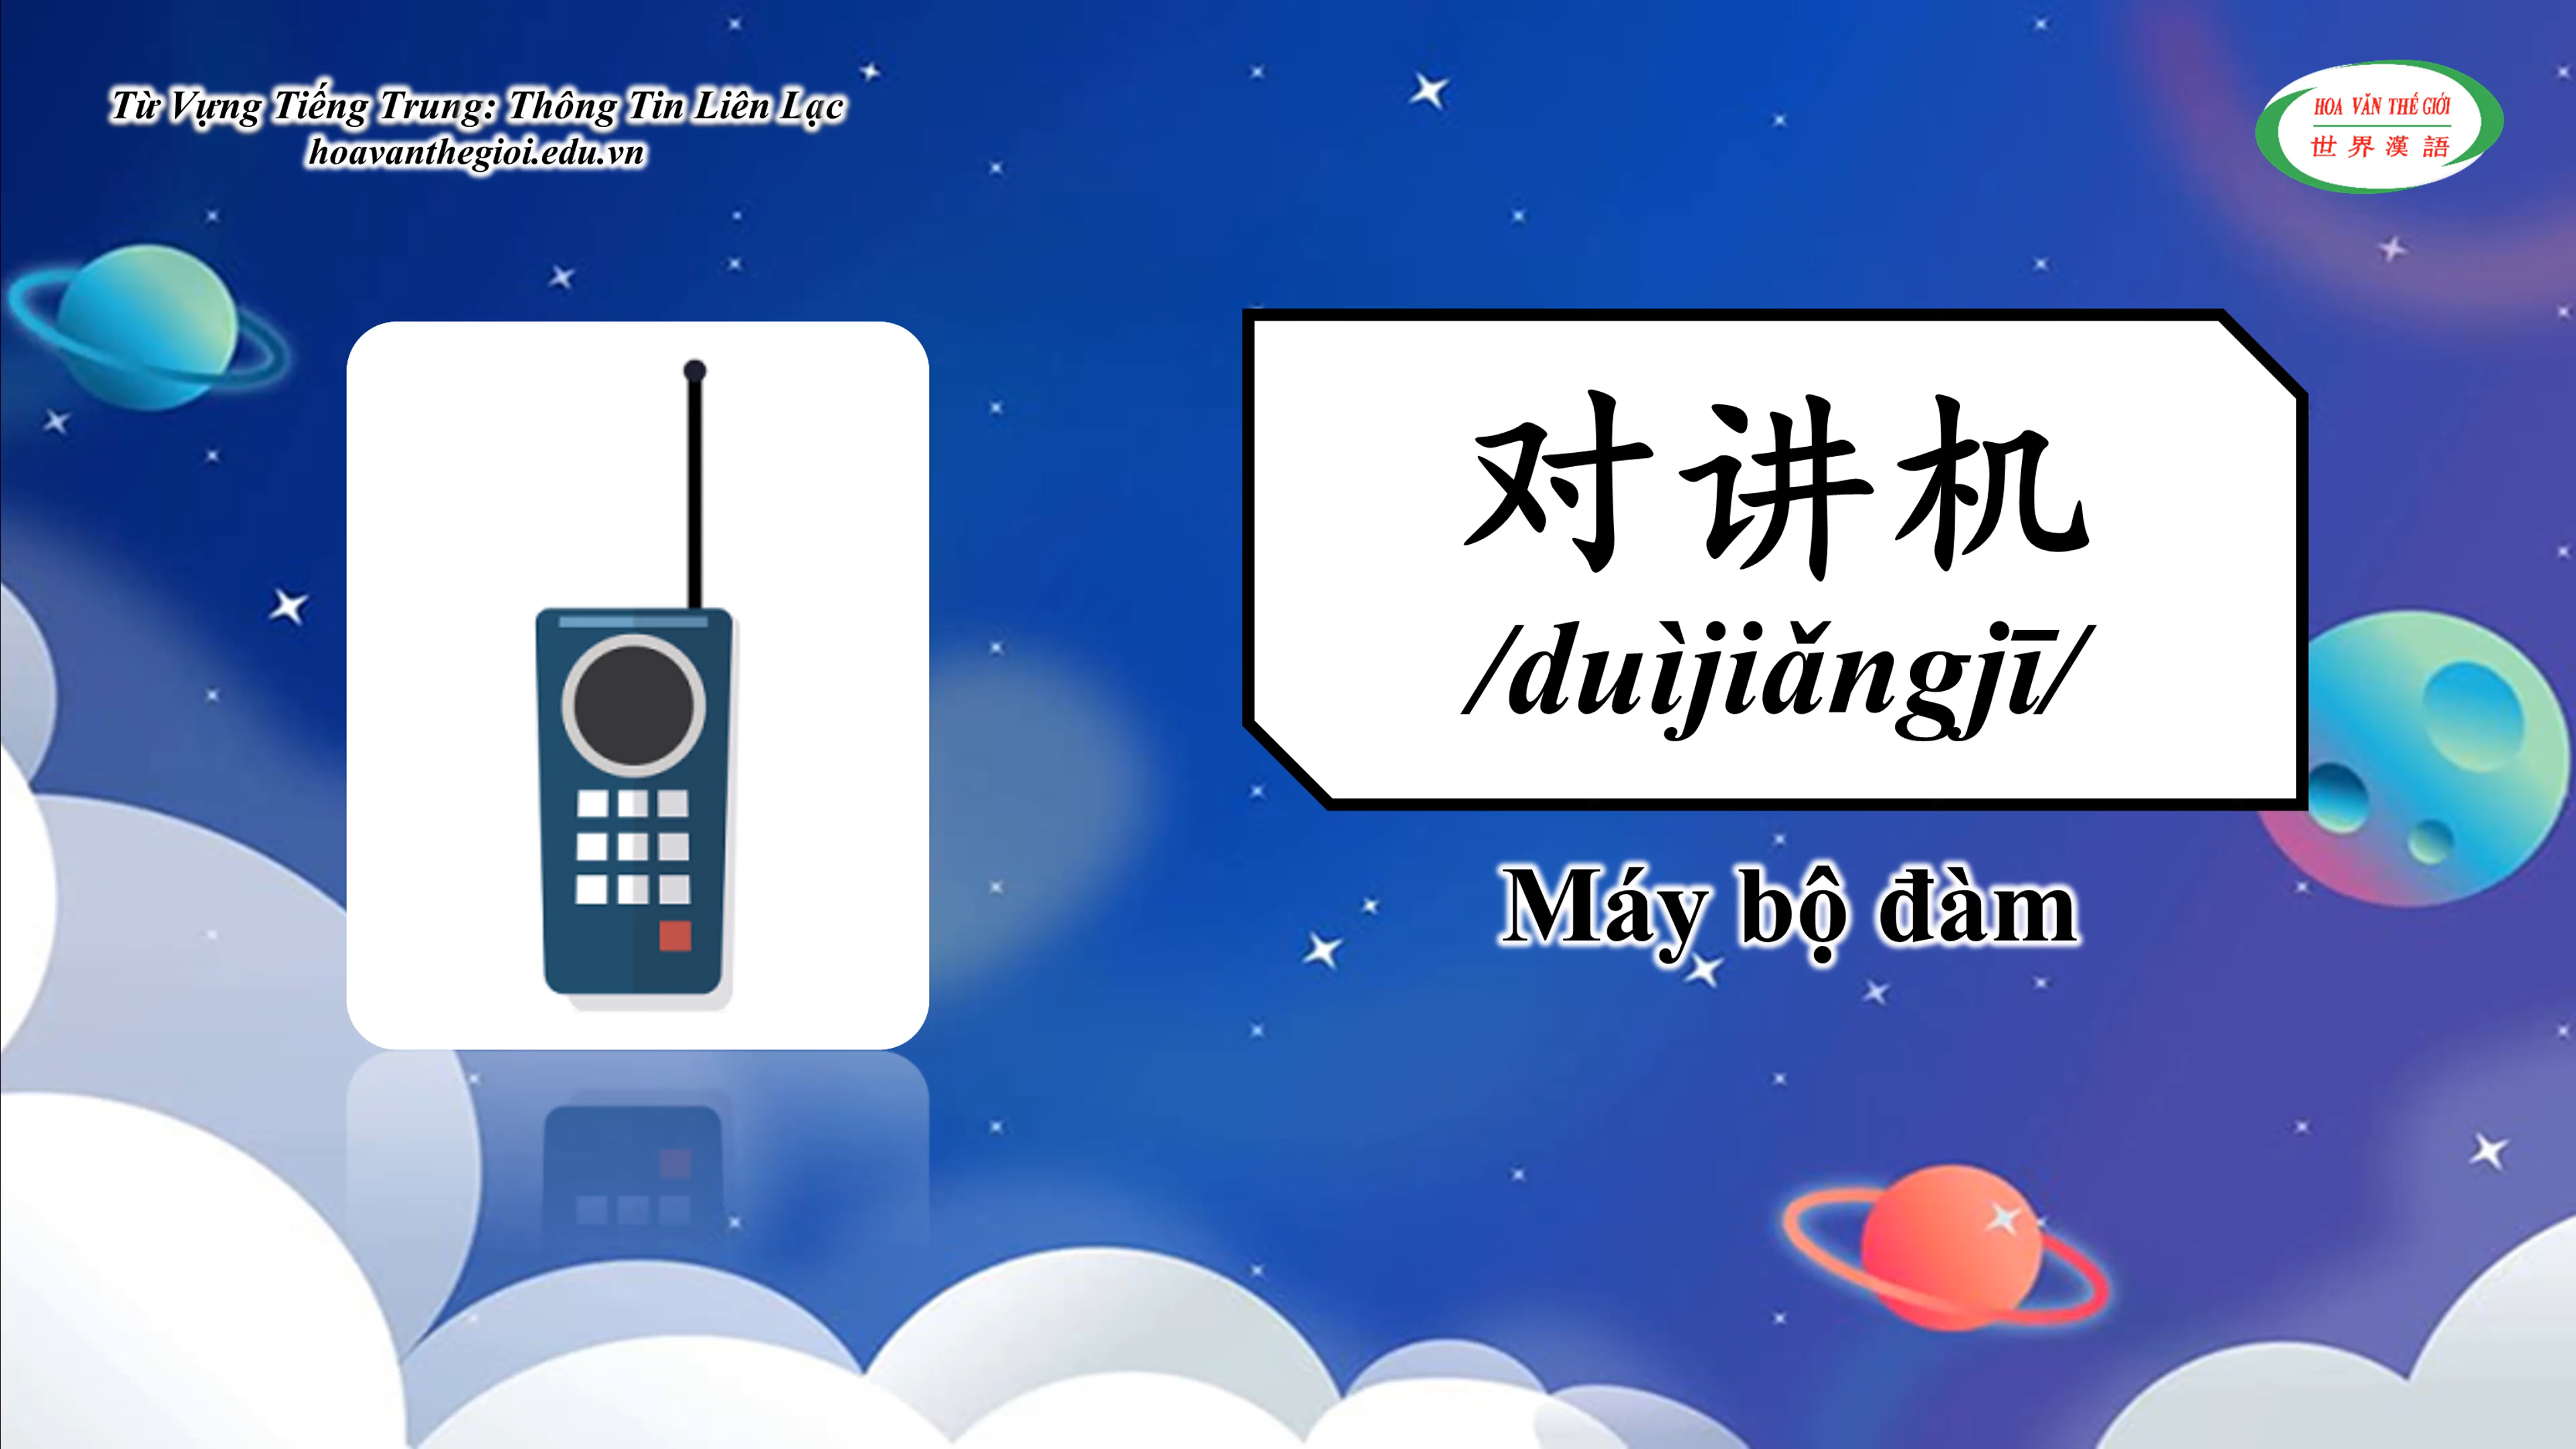 Từ Vựng Tiếng Trung: Thông Tin Liên Lạc
hoavanthegioi.edu.vn
HOA VĂN THẾ GIỚI
世界漢語
对讲机
/duìjiǎngjī/
Máy bộ đàm